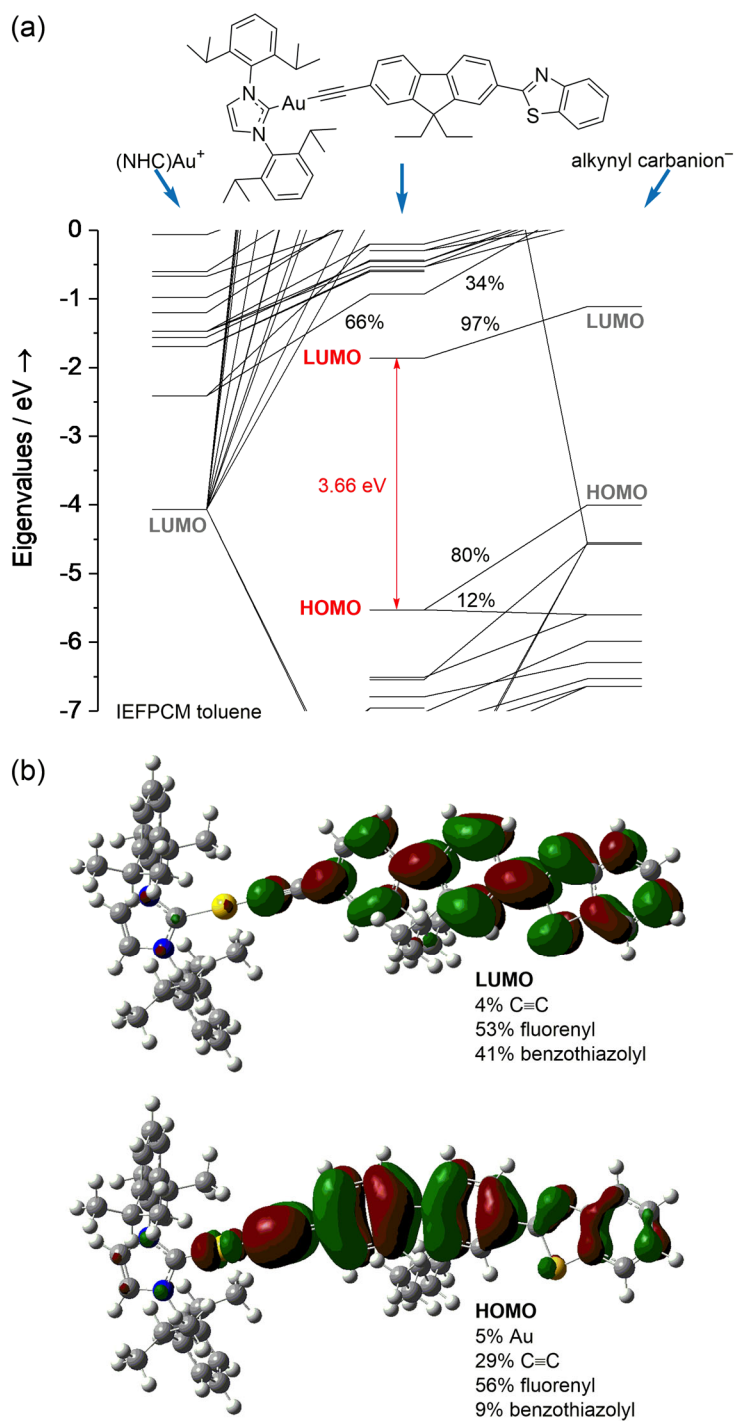 (a)
N
Au
N
N
S
(NHC)Au⁺
alkynyl carbanion⁻
0
34%
-1
66%
97%
LUMO
LUMO
-2
-3
Eigenvalues / eV →
3.66 eV
HOMO
-4
LUMO
80%
-5
HOMO
12%
-6
IEFPCM toluene
-7
(b)
LUMO
4% C≡C
53% fluorenyl
41% benzothiazolyl
HOMO
5% Au
29% C≡C
56% fluorenyl
9% benzothiazolyl